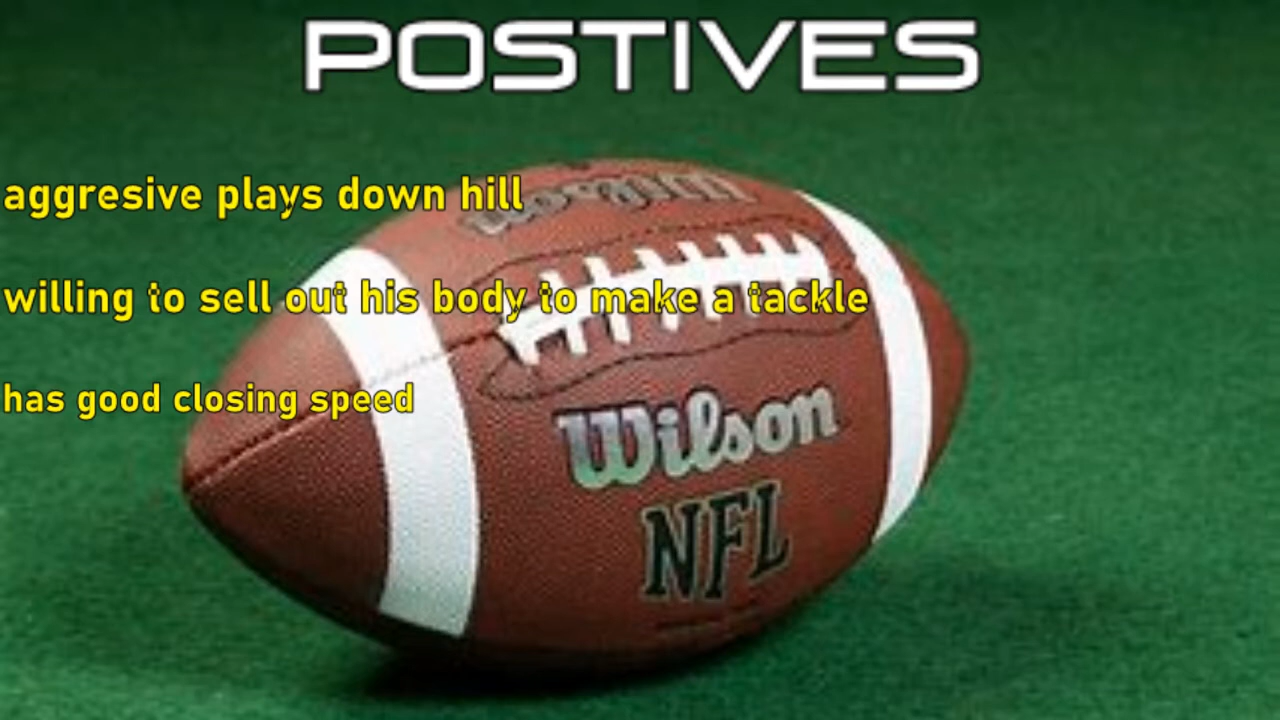 POSTIVES
aggresive plays down hill
willing to sell out his body to make a tackle
has good closing speed
Wilson
NFL